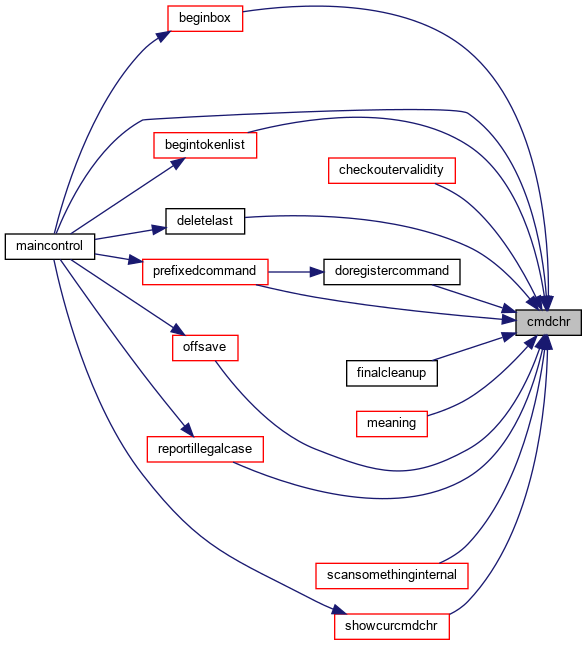 beginbox
begintokenlist
checkoutervalidity
deletelast
maincontrol
prefixedcommand
doregistercommand
cmdchr
offsave
finalcleanup
meaning
reportillegalcase
scansomethinginternal
showcurcmdchr